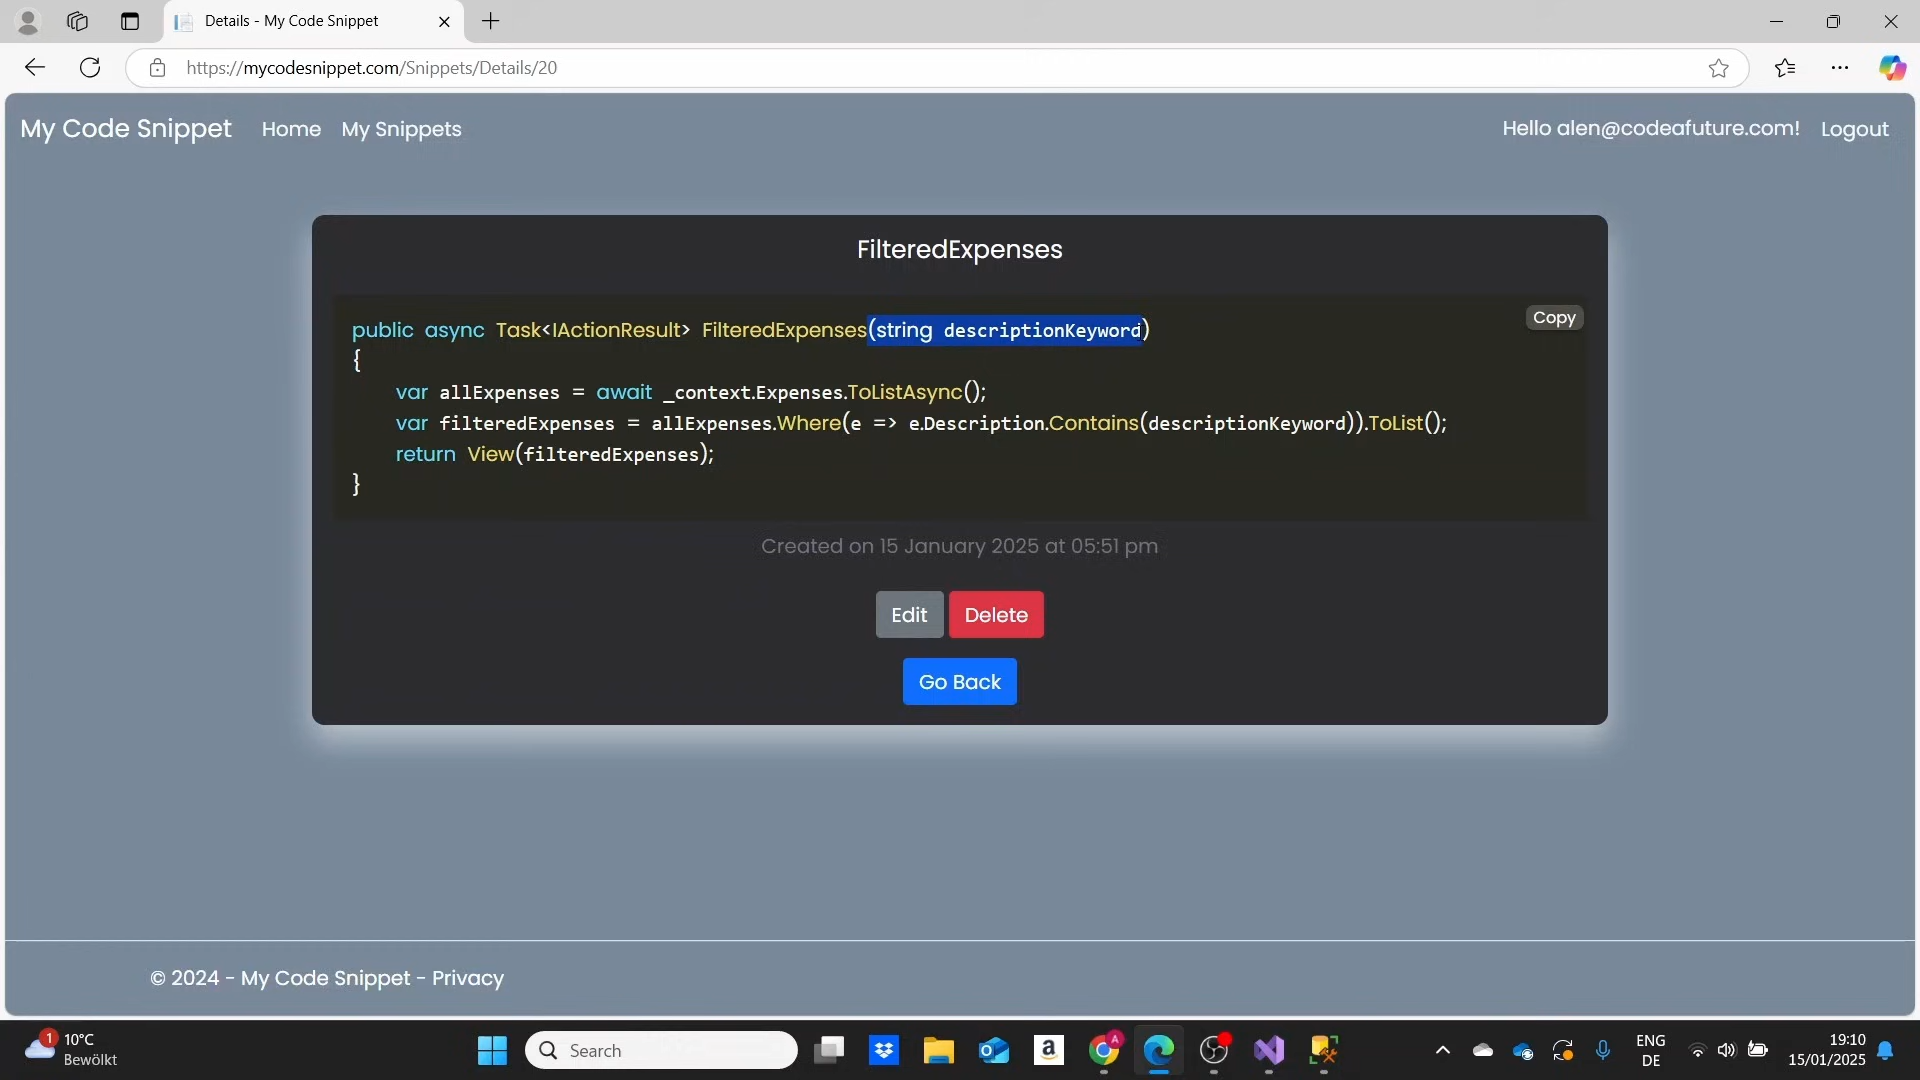 Details - My Code Snippet
https://mycodesnippet.com/Snippets/Details/20
My Code Snippet Home My Snippets Hello alen@codeafuture.com! Logout
FilteredExpenses
Copy
public async Task<IActionResult> FilteredExpenses(string descriptionKeyword)
{
var allExpenses = await _context.Expenses.ToListAsync();
var filteredExpenses = allExpenses.Where(e => e.Description.Contains(descriptionKeyword)).ToList();
return View(filteredExpenses);
}
Created on 15 January 2025 at 05:51 pm
Edit Delete
Go Back
© 2024 - My Code Snippet - Privacy
1 10°C
Bewölkt
Search
a
A
ENG
DE
19:10
15/01/2025